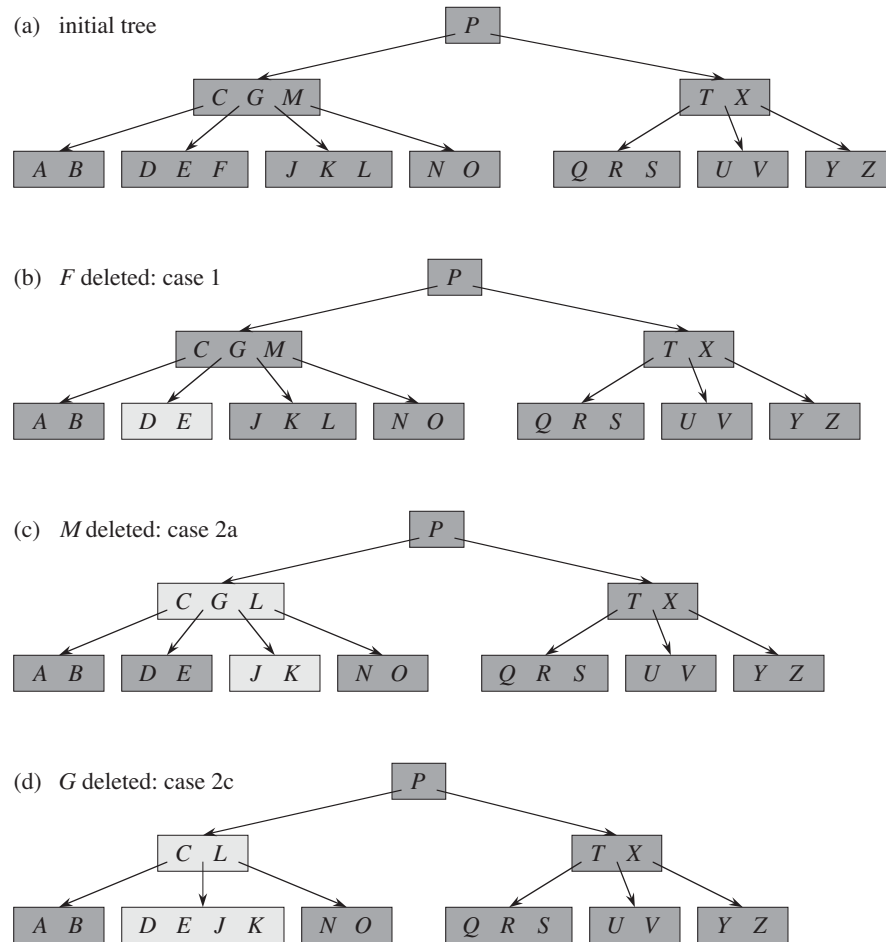 (a) initial tree
P
C G M
T X
A B
D E F
J K L
N O
Q R S
U V
Y Z
(b) F deleted: case 1
P
C G M
T X
A B
D E
J K L
N O
Q R S
U V
Y Z
(c) M deleted: case 2a
P
C G L
T X
A B
D E
J K
N O
Q R S
U V
Y Z
(d) G deleted: case 2c
P
C L
T X
A B
D E J K
N O
Q R S
U V
Y Z